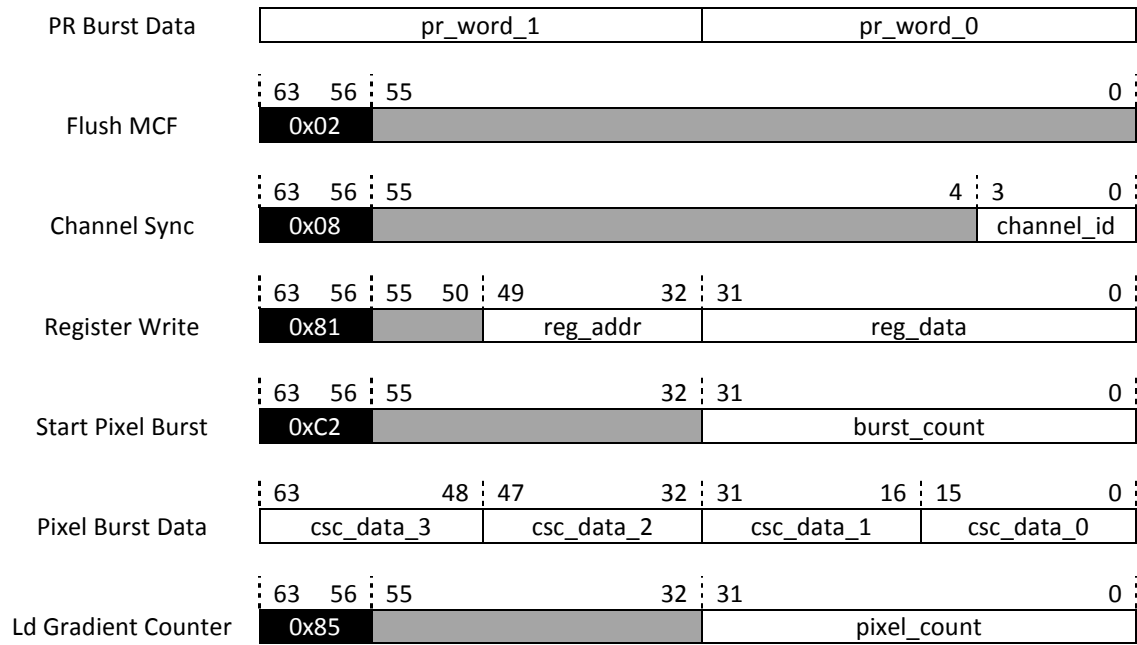 PR Burst Data pr_word_1 pr_word_0
63 56 55 0
Flush MCF 0x02
63 56 55 4 3 0
Channel Sync 0x08 channel_id
63 56 55 50 49 32 31 0
Register Write 0x81 reg_addr reg_data
63 56 55 32 31 0
Start Pixel Burst 0xC2 burst_count
63 48 47 32 31 16 15 0
Pixel Burst Data csc_data_3 csc_data_2 csc_data_1 csc_data_0
63 56 55 32 31 0
Ld Gradient Counter 0x85 pixel_count